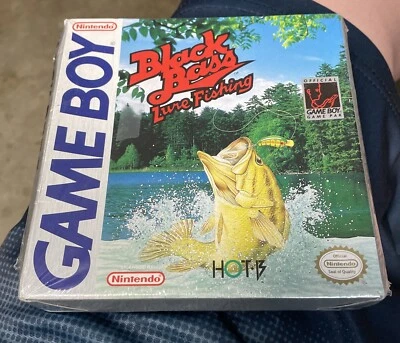 Nintendo
GAME BOY
Black
Bass
Lure Fishing
OFFICIAL
GAME BOY
GAME PAK
Nintendo
HOT·B
Official
Nintendo
Seal of Quality